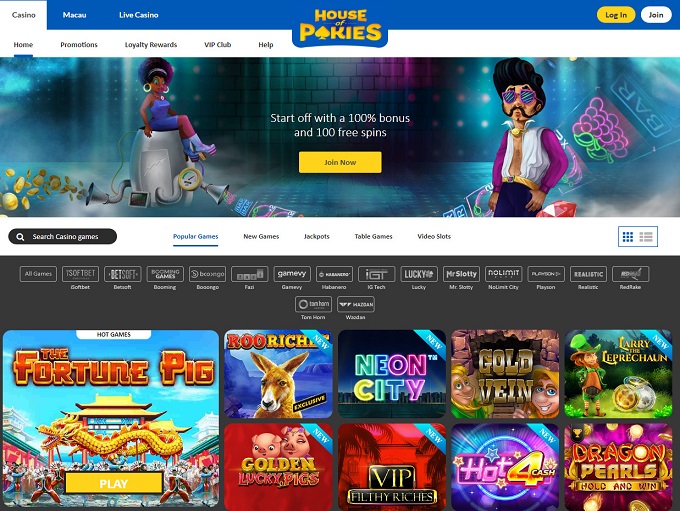 Casino
Macau
Live Casino
HOUSE
of
POKIES
Log In
Join
Home
Promotions
Loyalty Rewards
VIP Club
Help
BAR
Start off with a 100% bonus
and 100 free spins
Join Now
Search Casino games
Popular Games
New Games
Jackpots
Table Games
Video Slots
All Games
iSOFTBET
BETSOFT
BOOMING
GAMES
booongo
gamevy
HABANERO
IGT
LUCKY
MrSlotty
NOLIMIT
CITY
PLAYSON
REALISTIC
iSoftbet
Betsoft
Booming
Booongo
Fazi
Gamevy
Habanero
IG Tech
Lucky
Mr. Slotty
NoLimit City
Playson
Realistic
RedRake
tom horn
WAZDAN
Tom Horn
Wazdan
HOT GAMES
THE
FORTUNE PIG
PLAY
ROO RICHES
NEW
EXCLUSIVE
NEON
CITY™
NEW
GOLD
VEIN
NEW
LARRY
THE
LEPRECHAUN
NEW
GOLDEN
LUCKY PIGS
NEW
VIP
FILTHY RICHES
NEW
Hot4
CASH
NEW
DRAGON
PEARLS
HOLD AND WIN